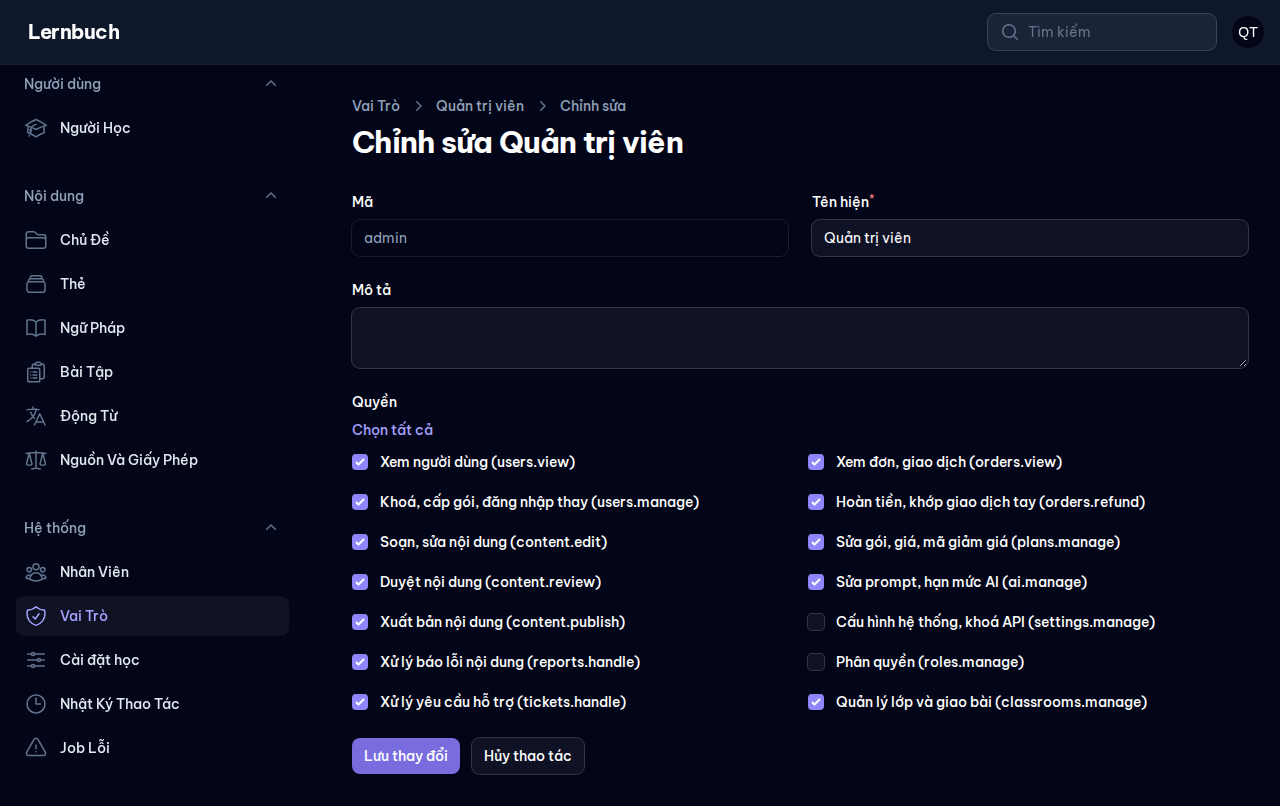 Lernbuch
Tìm kiếm
QT
Người dùng
Người Học
Nội dung
Chủ Đề
Thẻ
Ngữ Pháp
Bài Tập
Động Từ
Nguồn Và Giấy Phép
Hệ thống
Nhân Viên
Vai Trò
Cài đặt học
Nhật Ký Thao Tác
Job Lỗi
Vai Trò
Quản trị viên
Chỉnh sửa
Chỉnh sửa Quản trị viên
Mã
admin
Tên hiện*
Quản trị viên
Mô tả
Quyền
Chọn tất cả
Xem người dùng (users.view)
Khoá, cấp gói, đăng nhập thay (users.manage)
Soạn, sửa nội dung (content.edit)
Duyệt nội dung (content.review)
Xuất bản nội dung (content.publish)
Xử lý báo lỗi nội dung (reports.handle)
Xử lý yêu cầu hỗ trợ (tickets.handle)
Xem đơn, giao dịch (orders.view)
Hoàn tiền, khớp giao dịch tay (orders.refund)
Sửa gói, giá, mã giảm giá (plans.manage)
Sửa prompt, hạn mức AI (ai.manage)
Cấu hình hệ thống, khoá API (settings.manage)
Phân quyền (roles.manage)
Quản lý lớp và giao bài (classrooms.manage)
Lưu thay đổi
Hủy thao tác